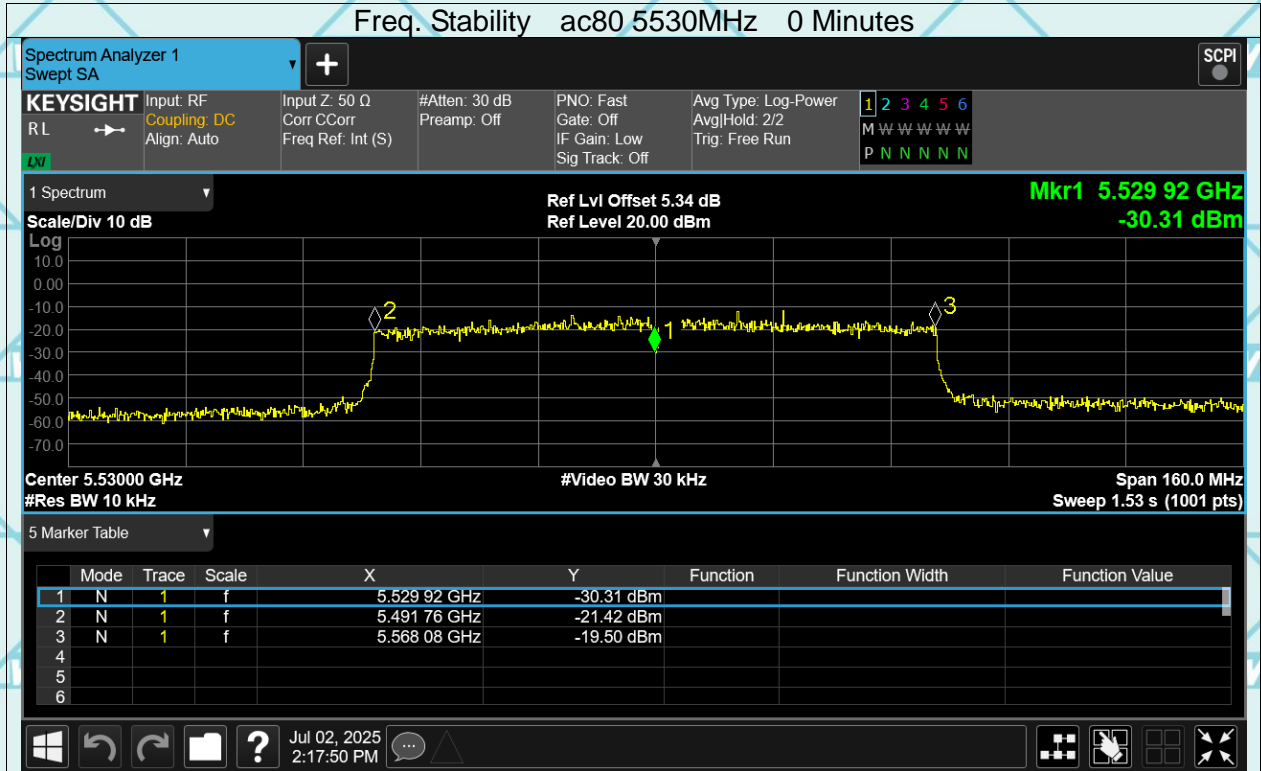 Freq. Stability ac80 5530MHz 0 Minutes
Spectrum Analyzer 1
Swept SA
SCPI
KEYSIGHT
RL
LXI
Input: RF
Coupling: DC
Align: Auto
Input Z: 50 Ω
Corr CCorr
Freq Ref: Int (S)
#Atten: 30 dB
Preamp: Off
PNO: Fast
Gate: Off
IF Gain: Low
Sig Track: Off
Avg Type: Log-Power
Avg|Hold: 2/2
Trig: Free Run
1 2 3 4 5 6
M W W W W W W
P N N N N N N
1 Spectrum
Scale/Div 10 dB
Ref Lvl Offset 5.34 dB
Ref Level 20.00 dBm
Mkr1 5.529 92 GHz
-30.31 dBm
Log
10.0
0.00
-10.0
-20.0
-30.0
-40.0
-50.0
-60.0
-70.0
2
1
3
Center 5.53000 GHz
#Res BW 10 kHz
#Video BW 30 kHz
Span 160.0 MHz
Sweep 1.53 s (1001 pts)
5 Marker Table
Mode Trace Scale X Y Function Function Width Function Value
1 N 1 f 5.529 92 GHz -30.31 dBm
2 N 1 f 5.491 76 GHz -21.42 dBm
3 N 1 f 5.568 08 GHz -19.50 dBm
4
5
6
?
Jul 02, 2025
2:17:50 PM